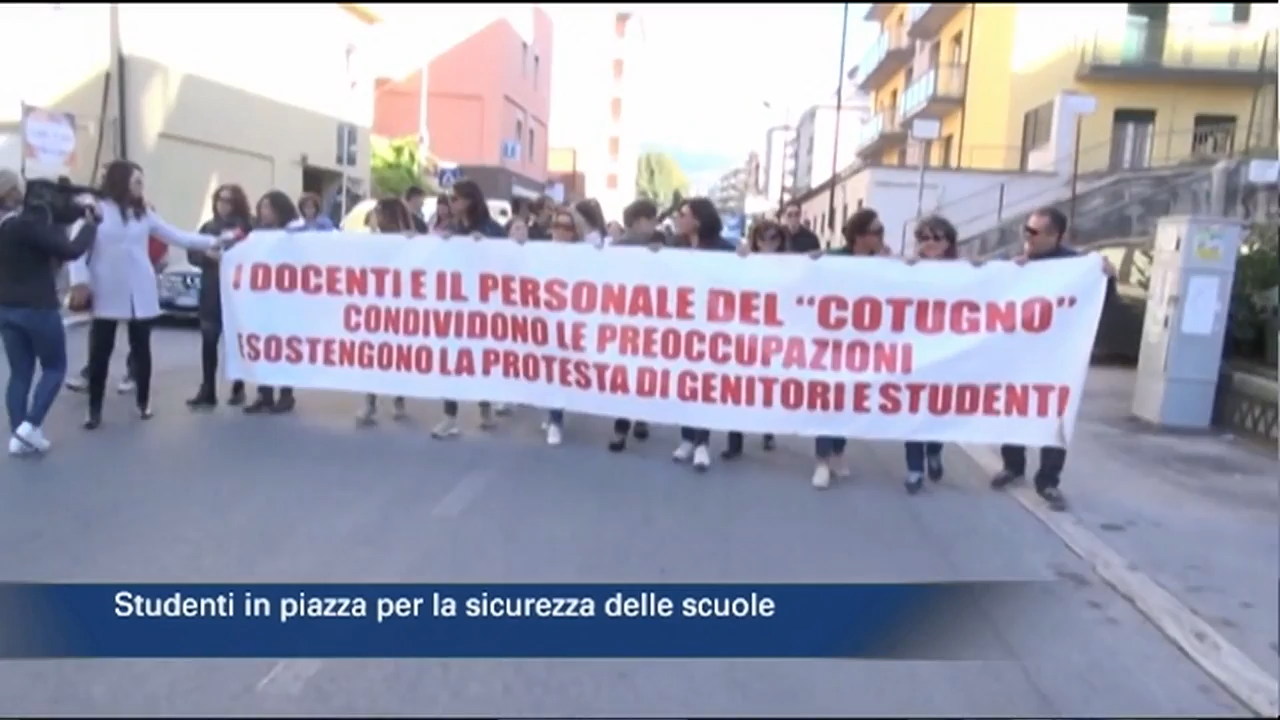 I DOCENTI E IL PERSONALE DEL "COTUGNO"
CONDIVIDONO LE PREOCCUPAZIONI
E SOSTENGONO LA PROTESTA DI GENITORI E STUDENTI
Studenti in piazza per la sicurezza delle scuole